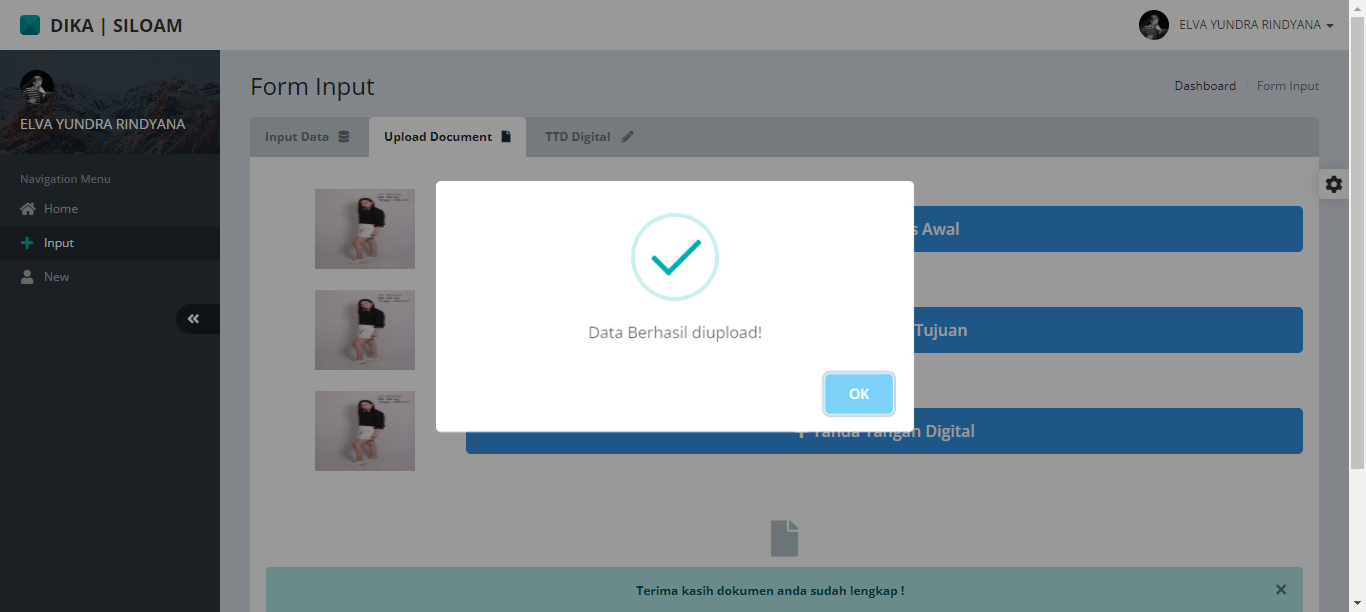 DIKA | SILOAM
ELVA YUNDRA RINDYANA
ELVA YUNDRA RINDYANA
Navigation Menu
Home
Input
New
Form Input
Dashboard / Form Input
Input Data
Upload Document
TTD Digital
Awal
Tujuan
Tanda Tangan Digital
Data Berhasil diupload!
OK
Terima kasih dokumen anda sudah lengkap !